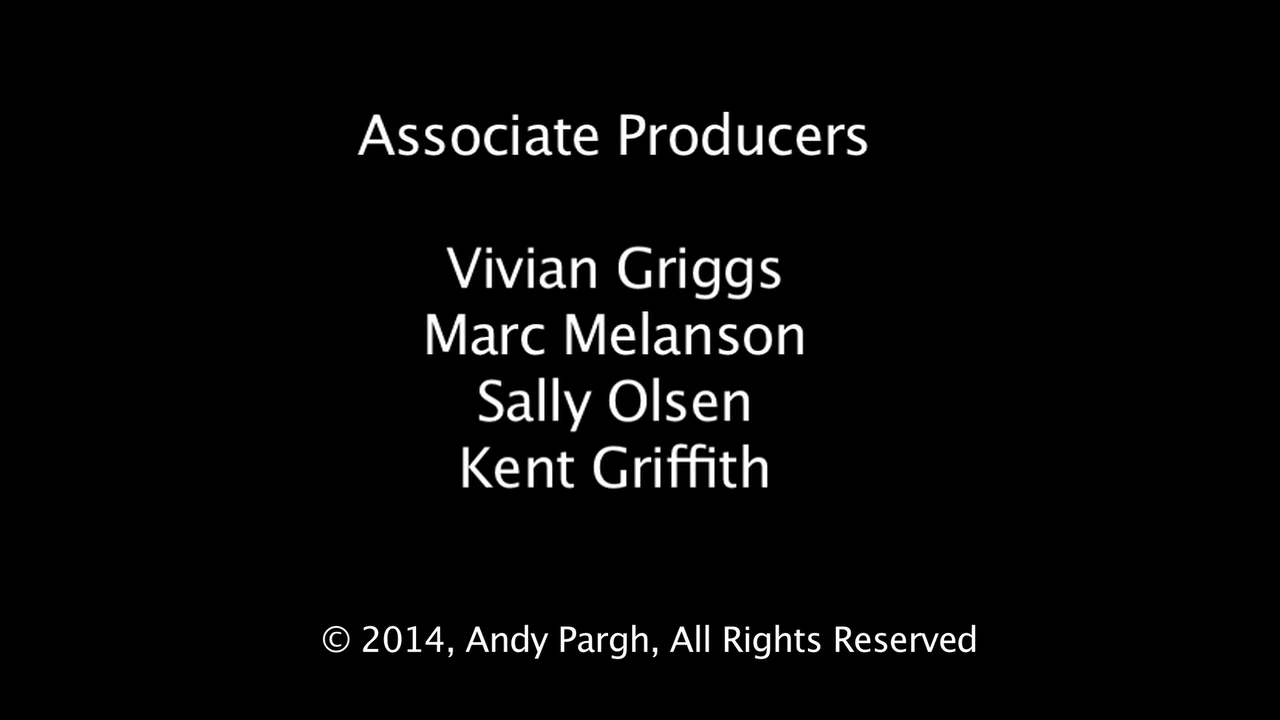 Associate Producers
Vivian Griggs
Marc Melanson
Sally Olsen
Kent Griffith
© 2014, Andy Pargh, All Rights Reserved